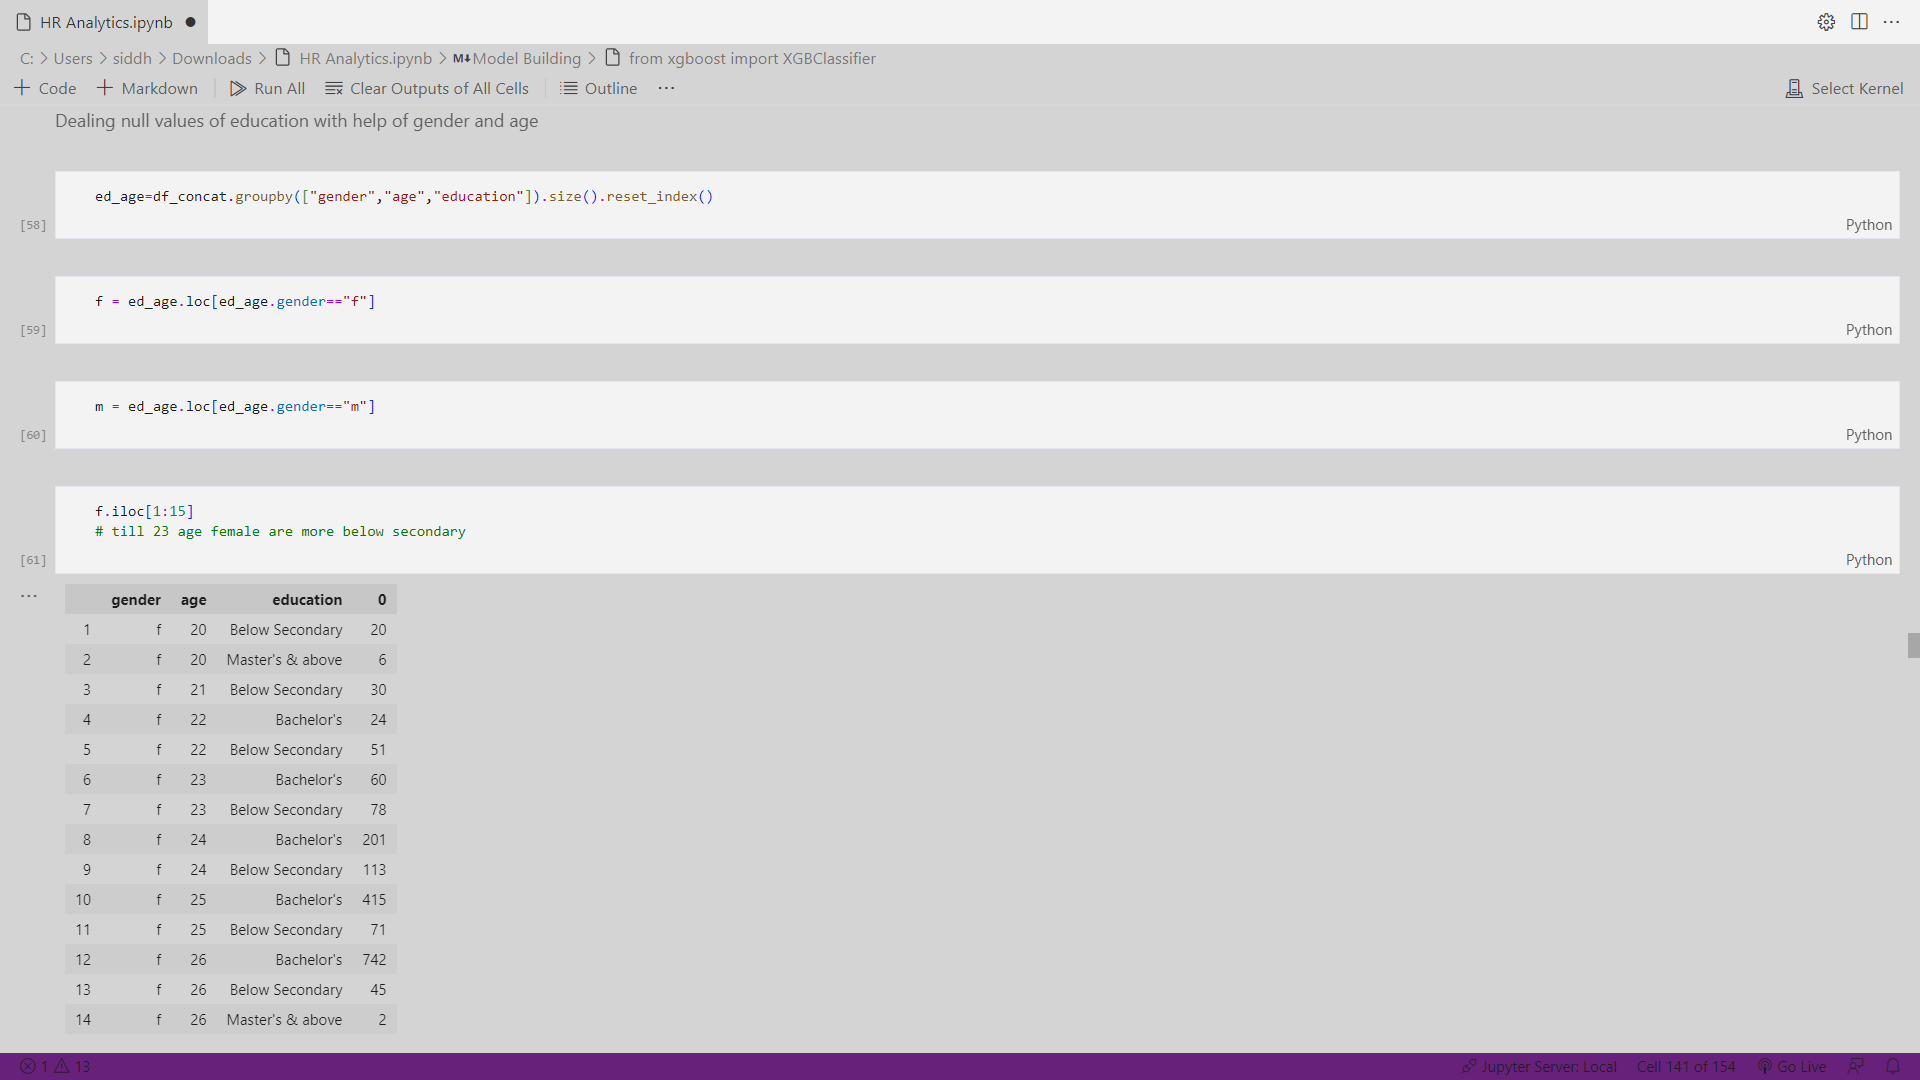 HR Analytics.ipynb
C: > Users > siddh > Downloads > HR Analytics.ipynb > M↓Model Building > from xgboost import XGBClassifier
+ Code + Markdown Run All Clear Outputs of All Cells Outline ··· Select Kernel
Dealing null values of education with help of gender and age
ed_age=df_concat.groupby(["gender","age","education"]).size().reset_index()
[58] Python
f = ed_age.loc[ed_age.gender=="f"]
[59] Python
m = ed_age.loc[ed_age.gender=="m"]
[60] Python
f.iloc[1:15]
# till 23 age female are more below secondary
[61] Python
gender age education 0
1 f 20 Below Secondary 20
2 f 20 Master's & above 6
3 f 21 Below Secondary 30
4 f 22 Bachelor's 24
5 f 22 Below Secondary 51
6 f 23 Bachelor's 60
7 f 23 Below Secondary 78
8 f 24 Bachelor's 201
9 f 24 Below Secondary 113
10 f 25 Bachelor's 415
11 f 25 Below Secondary 71
12 f 26 Bachelor's 742
13 f 26 Below Secondary 45
14 f 26 Master's & above 2
1 13 Jupyter Server: Local Cell 141 of 154 Go Live